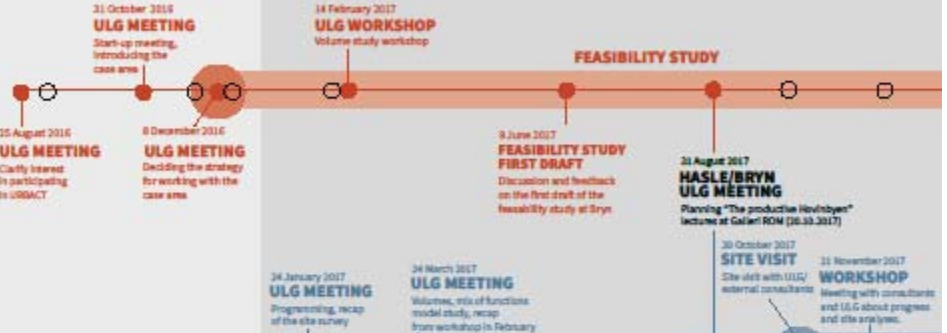 31 October 2016
ULG MEETING
Start-up meeting,
introducing the
case area
14 February 2017
ULG WORKSHOP
Volume study workshop
FEASIBILITY STUDY
25 August 2016
ULG MEETING
Clarify interest
in participating
in URBACT
8 December 2016
ULG MEETING
Deciding the strategy
for working with the
case area
9 June 2017
FEASIBILITY STUDY
FIRST DRAFT
Discussion and feedback
on the first draft of the
feasability study at Bryn
31 August 2017
HASLE/BRYN
ULG MEETING
Planning "The productive Hovinbyen"
lectures at Galleri ROM (20.10.2017)
24 January 2017
ULG MEETING
Programming, recap
of the site survey
24 March 2017
ULG MEETING
Volumes, mix of functions
model study, recap
from workshop in February
20 October 2017
SITE VISIT
Site visit with ULG/
external consultants
21 November 2017
WORKSHOP
Meeting with consultants
and ULG about progress
and site analyses.